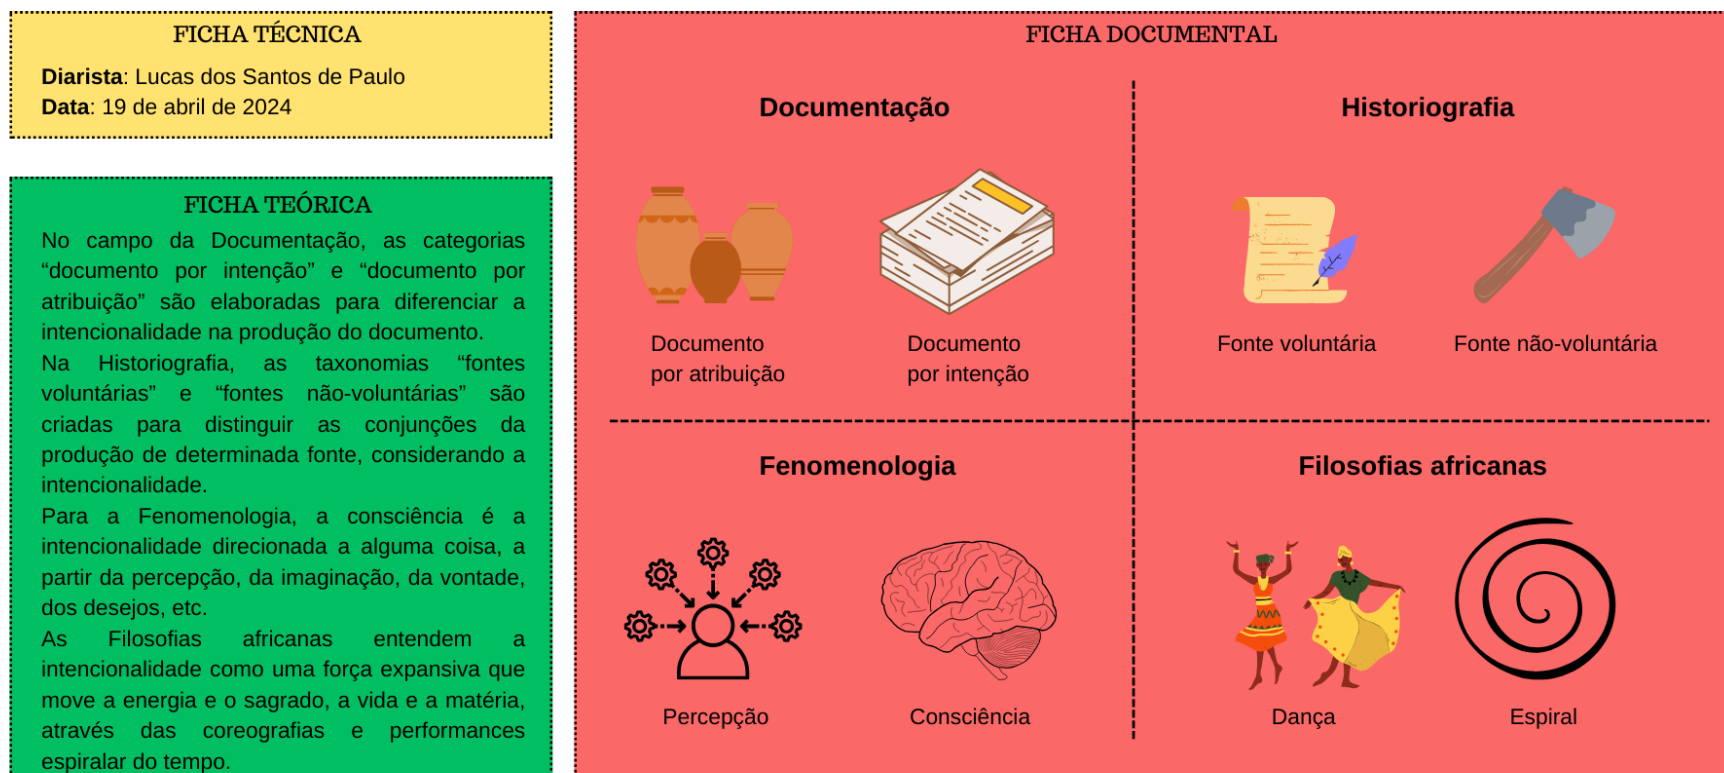 FICHA TÉCNICA
Diarista: Lucas dos Santos de Paulo
Data: 19 de abril de 2024
FICHA TEÓRICA
No campo da Documentação, as categorias
“documento por intenção” e “documento por
atribuição” são elaboradas para diferenciar a
intencionalidade na produção do documento.
Na Historiografia, as taxonomias “fontes
voluntárias” e “fontes não-voluntárias” são
criadas para distinguir as conjunções da
produção de determinada fonte, considerando a
intencionalidade.
Para a Fenomenologia, a consciência é a
intencionalidade direcionada a alguma coisa, a
partir da percepção, da imaginação, da vontade,
dos desejos, etc.
As Filosofias africanas entendem a
intencionalidade como uma força expansiva que
move a energia e o sagrado, a vida e a matéria,
através das coreografias e performances
espiralar do tempo.
FICHA DOCUMENTAL
Documentação
Documento
por atribuição
Documento
por intenção
Historiografia
Fonte voluntária
Fonte não-voluntária
Fenomenologia
Percepção
Consciência
Filosofias africanas
Dança
Espiral